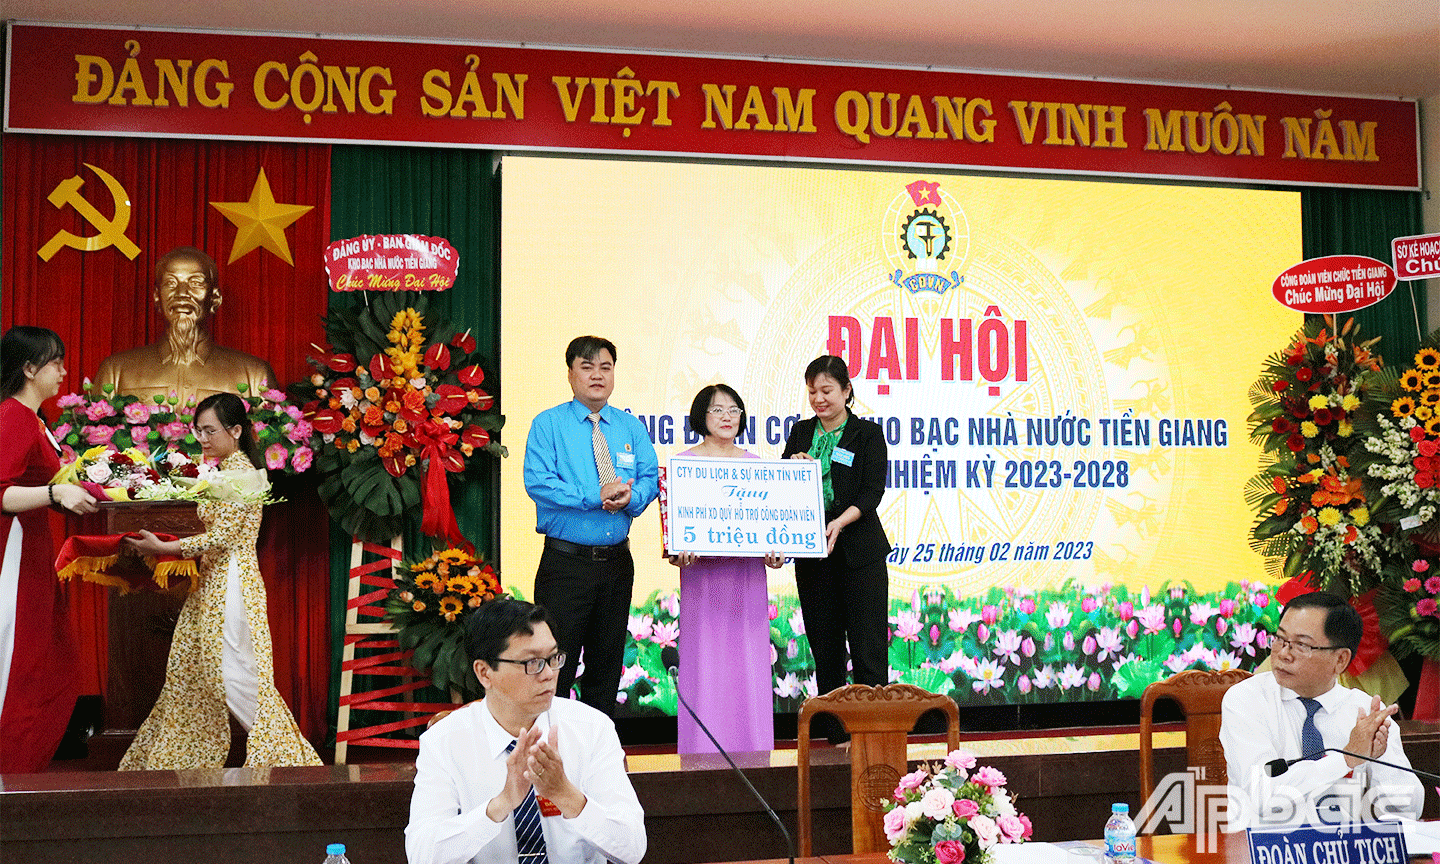 ĐẢNG CỘNG SẢN VIỆT NAM QUANG VINH MUÔN NĂM
ĐẢNG ỦY - BAN GIÁM ĐỐC
KHO BẠC NHÀ NƯỚC TIỀN GIANG
Chúc Mừng Đại Hội
CĐVN
ĐẠI HỘI
KHO BẠC NHÀ NƯỚC TIỀN GIANG
NHIỆM KỲ 2023-2028
25 tháng 02 năm 2023
CTY DU LỊCH & SỰ KIỆN TÍN VIỆT
Tặng
KINH PHÍ XD QUỸ HỖ TRỢ CÔNG ĐOÀN VIÊN
5 triệu đồng
CÔNG ĐOÀN VIÊN CHỨC TIỀN GIANG
Chúc Mừng Đại Hội
SỞ KẾ HOẠCH
Chúc
ĐOÀN CHỦ TỊCH
Apbắc